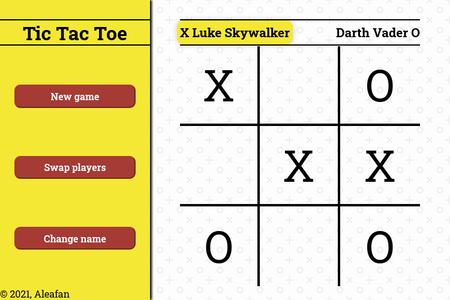 Tic Tac Toe
New game
Swap players
Change name
© 2021, Aleafan
X Luke Skywalker
Darth Vader O
X O
X X
O O